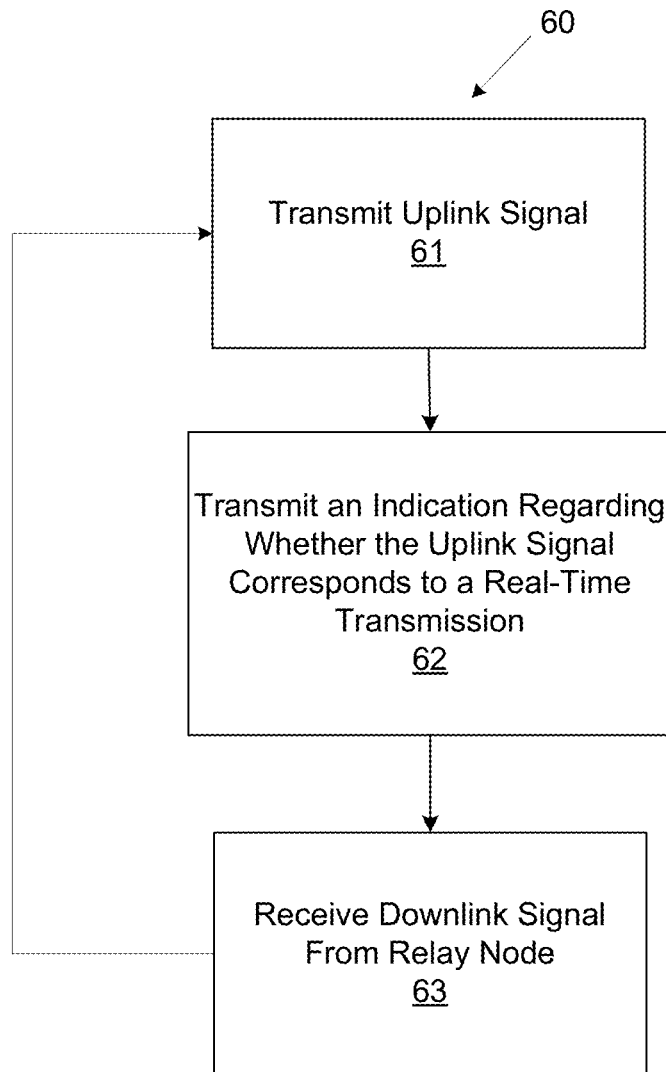 60
Transmit Uplink Signal
61
Transmit an Indication Regarding
Whether the Uplink Signal
Corresponds to a Real-Time
Transmission
62
Receive Downlink Signal
From Relay Node
63